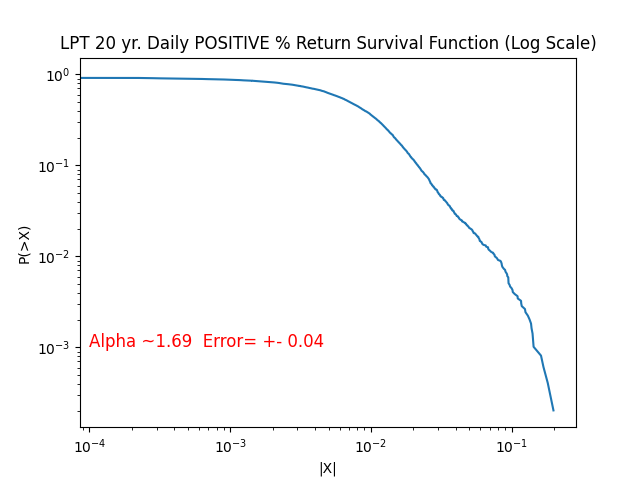 LPT 20 yr. Daily POSITIVE % Return Survival Function (Log Scale)
10⁰
10⁻¹
P(>X)
10⁻²
Alpha ~1.69  Error= +- 0.04
10⁻³
10⁻⁴ 10⁻³ 10⁻² 10⁻¹
|X|